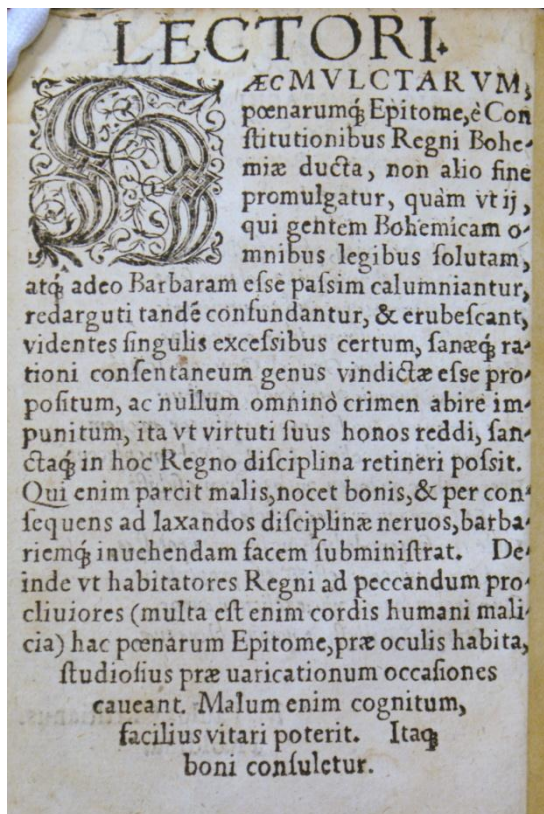 LECTORI.
HÆC MVLCTARVM,
pœnarumq́; Epitome, è Con
ſtitutionibus Regni Bohe-
miæ ducta, non alio fine
promulgatur, quàm vt ij,
qui gentem Bohemicam o-
mnibus legibus ſolutam,
atq́; adeo Barbaram eſſe paſsim calumniantur,
redarguti tandē confundantur, & erubeſcant,
videntes ſingulis exceſsibus certum, ſanæq́; ra-
tioni conſentaneum genus vindictæ eſse pro-
poſitum, ac nullum omninò crimen abire im-
punitum, ita vt virtuti ſuus honos reddi, ſan-
ctaq́; in hoc Regno diſciplina retineri poſsit.
Qui enim parcit malis, nocet bonis, & per con-
ſequens ad laxandos diſciplinæ neruos, barba-
riemq́; inuehendam facem ſubminiſtrat. De-
inde vt habitatores Regni ad peccandum pro-
cliuiores (multa eſt enim cordis humani mali-
cia) hac pœnarum Epitome, præ oculis habita,
ſtudioſius præ uaricationum occaſiones
caueant. Malum enim cognitum,
facilius vitari poterit. Itaq;
boni conſuletur.